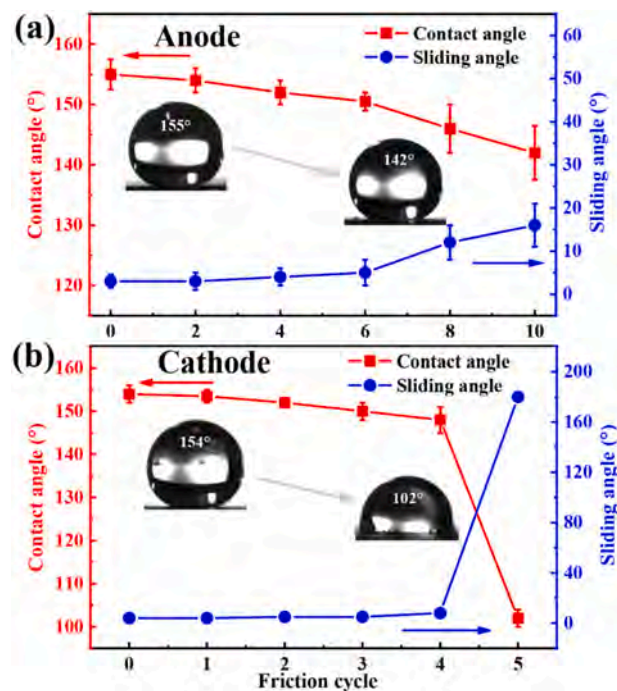 (a) Anode
Contact angle
Sliding angle
155°
142°
Contact angle (°)
165
160
150
140
130
120
Sliding angle (°)
60
50
40
30
20
10
0
0 2 4 6 8 10
(b) Cathode
Contact angle
Sliding angle
154°
102°
Contact angle (°)
160
150
140
130
120
110
100
Sliding angle (°)
200
160
120
80
40
0
0 1 2 3 4 5
Friction cycle